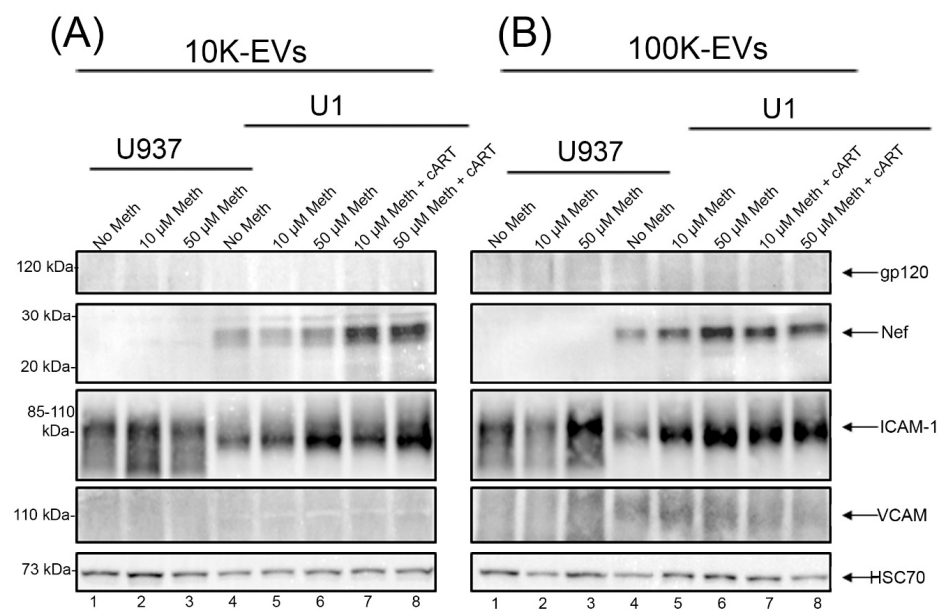 (A)
10K-EVs
U1
U937
No Meth
10 µM Meth
50 µM Meth
No Meth
10 µM Meth
50 µM Meth
10 µM Meth + cART
50 µM Meth + cART
120 kDa-
30 kDa-
20 kDa-
85-110
kDa-
110 kDa-
73 kDa-
1 2 3 4 5 6 7 8
(B)
100K-EVs
U1
U937
No Meth
10 µM Meth
50 µM Meth
No Meth
10 µM Meth
50 µM Meth
10 µM Meth + cART
50 µM Meth + cART
gp120
Nef
ICAM-1
VCAM
HSC70
1 2 3 4 5 6 7 8